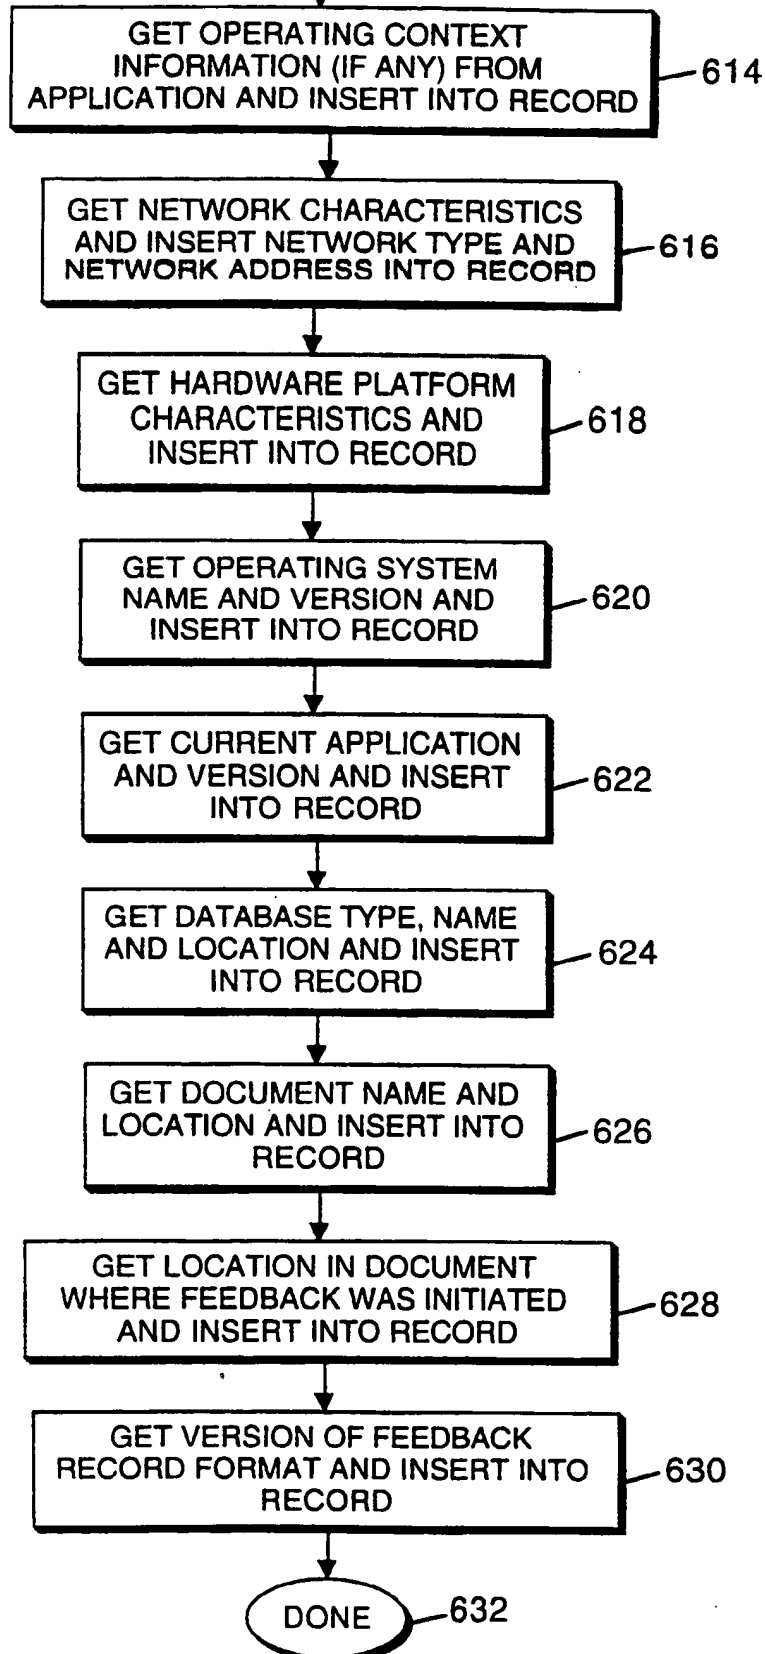 GET OPERATING CONTEXT
INFORMATION (IF ANY) FROM
APPLICATION AND INSERT INTO RECORD
614
GET NETWORK CHARACTERISTICS
AND INSERT NETWORK TYPE AND
NETWORK ADDRESS INTO RECORD
616
GET HARDWARE PLATFORM
CHARACTERISTICS AND
INSERT INTO RECORD
618
GET OPERATING SYSTEM
NAME AND VERSION AND
INSERT INTO RECORD
620
GET CURRENT APPLICATION
AND VERSION AND INSERT
INTO RECORD
622
GET DATABASE TYPE, NAME
AND LOCATION AND INSERT
INTO RECORD
624
GET DOCUMENT NAME AND
LOCATION AND INSERT INTO
RECORD
626
GET LOCATION IN DOCUMENT
WHERE FEEDBACK WAS INITIATED
AND INSERT INTO RECORD
628
GET VERSION OF FEEDBACK
RECORD FORMAT AND INSERT INTO
RECORD
630
DONE
632